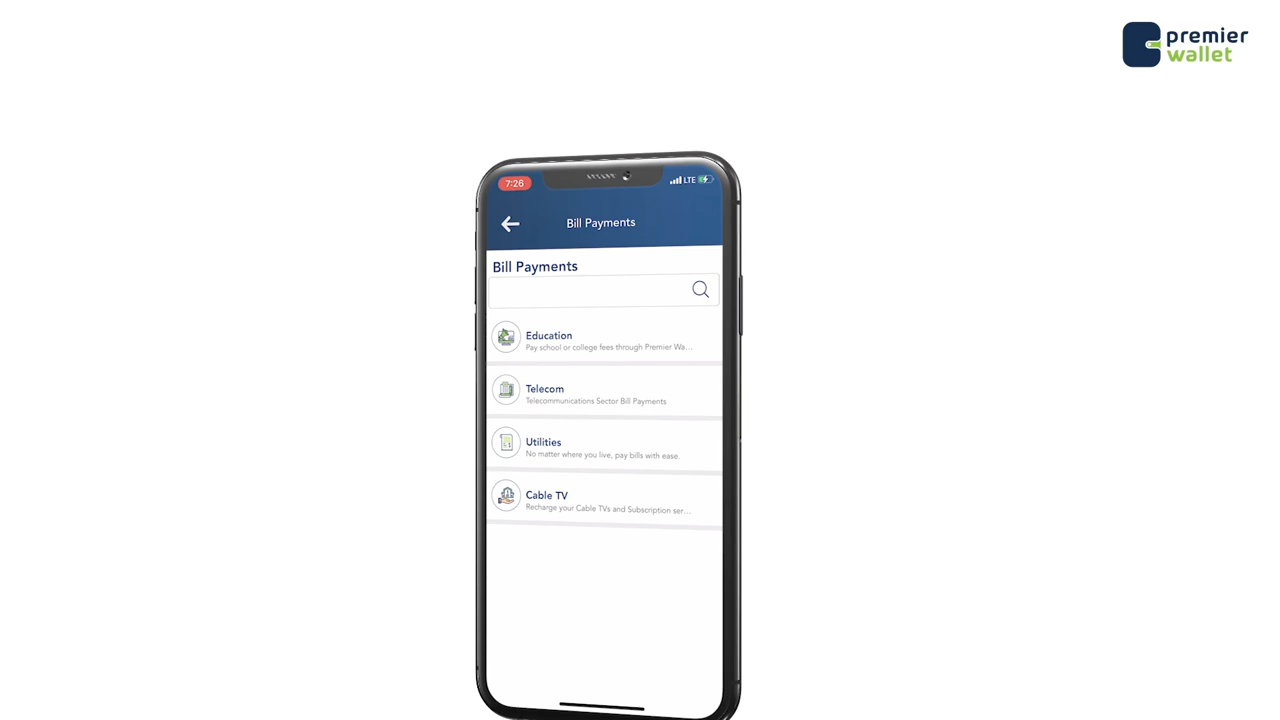 premier
wallet
7:26
LTE
Bill Payments
Bill Payments
Education
Pay school or college fees through Premier Wa...
Telecom
Telecommunications Sector Bill Payments
Utilities
No matter where you live, pay bills with ease.
Cable TV
Recharge your Cable TVs and Subscription ser...